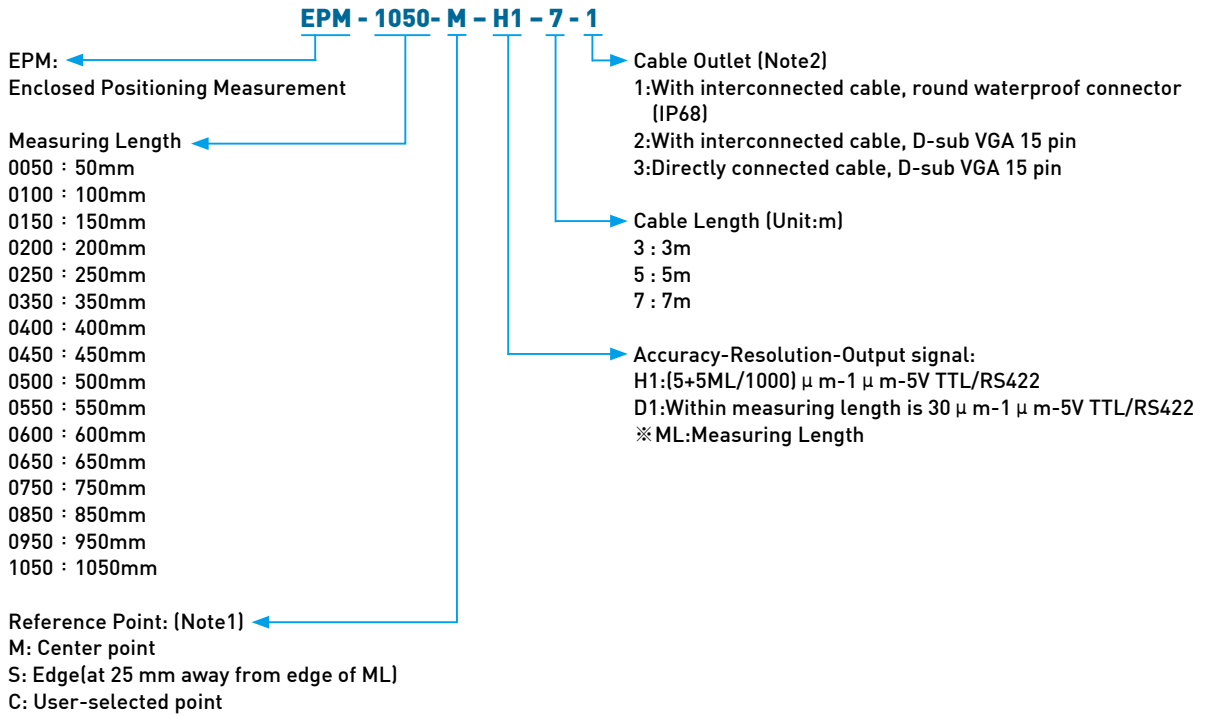 EPM - 1050- M – H1 – 7 - 1
EPM:
Enclosed Positioning Measurement
Measuring Length
0050：50mm
0100：100mm
0150：150mm
0200：200mm
0250：250mm
0350：350mm
0400：400mm
0450：450mm
0500：500mm
0550：550mm
0600：600mm
0650：650mm
0750：750mm
0850：850mm
0950：950mm
1050：1050mm
Reference Point: (Note1)
M: Center point
S: Edge(at 25 mm away from edge of ML)
C: User-selected point
Cable Outlet (Note2)
1:With interconnected cable, round waterproof connector
(IP68)
2:With interconnected cable, D-sub VGA 15 pin
3:Directly connected cable, D-sub VGA 15 pin
Cable Length (Unit:m)
3 : 3m
5 : 5m
7 : 7m
Accuracy-Resolution-Output signal:
H1:(5+5ML/1000) μ m-1 μ m-5V TTL/RS422
D1:Within measuring length is 30 μ m-1 μ m-5V TTL/RS422
※ML:Measuring Length